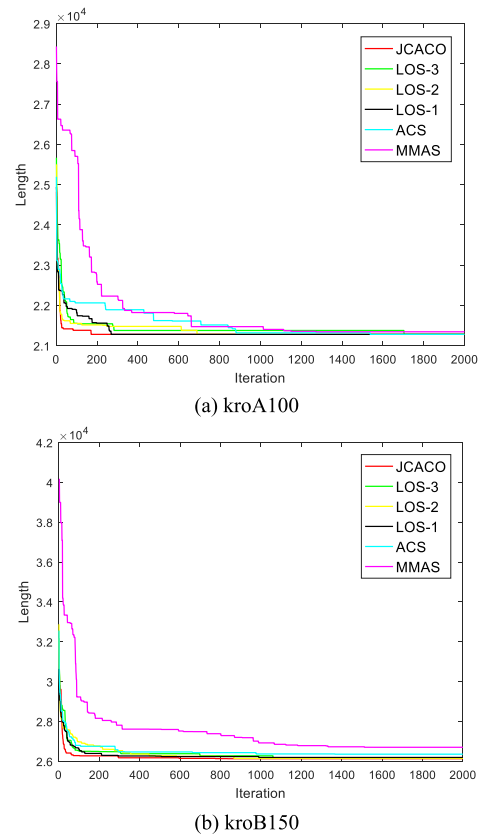 ×10⁴
2.9
2.8
2.7
2.6
2.5
2.4
2.3
2.2
2.1
Length
JCACO
LOS-3
LOS-2
LOS-1
ACS
MMAS
0 200 400 600 800 1000 1200 1400 1600 1800 2000
Iteration
(a) kroA100
×10⁴
4.2
4
3.8
3.6
3.4
3.2
3
2.8
2.6
Length
JCACO
LOS-3
LOS-2
LOS-1
ACS
MMAS
0 200 400 600 800 1000 1200 1400 1600 1800 2000
Iteration
(b) kroB150